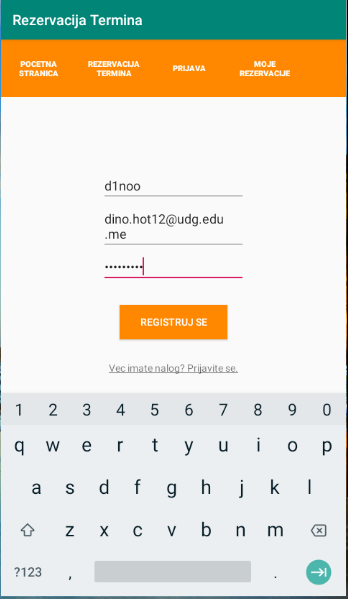 Rezervacija Termina
POCETNA
STRANICA
REZERVACIJA
TERMINA
PRIJAVA
MOJE
REZERVACIJE
d1noo
dino.hot12@udg.edu
.me
•••••••••
REGISTRUJ SE
Vec imate nalog? Prijavite se.
1 2 3 4 5 6 7 8 9 0
q w e r t y u i o p
a s d f g h j k l
z x c v b n m
?123 , .